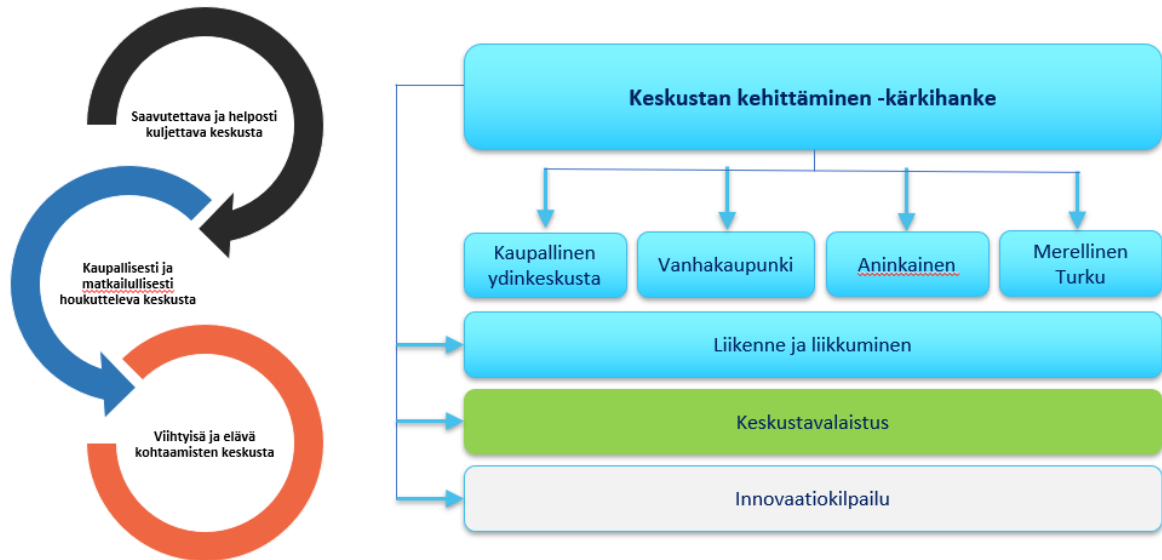 Saavutettava ja helposti
kuljettava keskusta
Kaupallisesti ja
matkailullisesti
houkutteleva keskusta
Viihtyisä ja elävä
kohtaamisten keskusta
Keskustan kehittäminen -kärkihanke
Kaupallinen
ydinkeskusta
Vanhakaupunki
Aninkainen
Merellinen
Turku
Liikenne ja liikkuminen
Keskustavalaistus
Innovaatiokilpailu